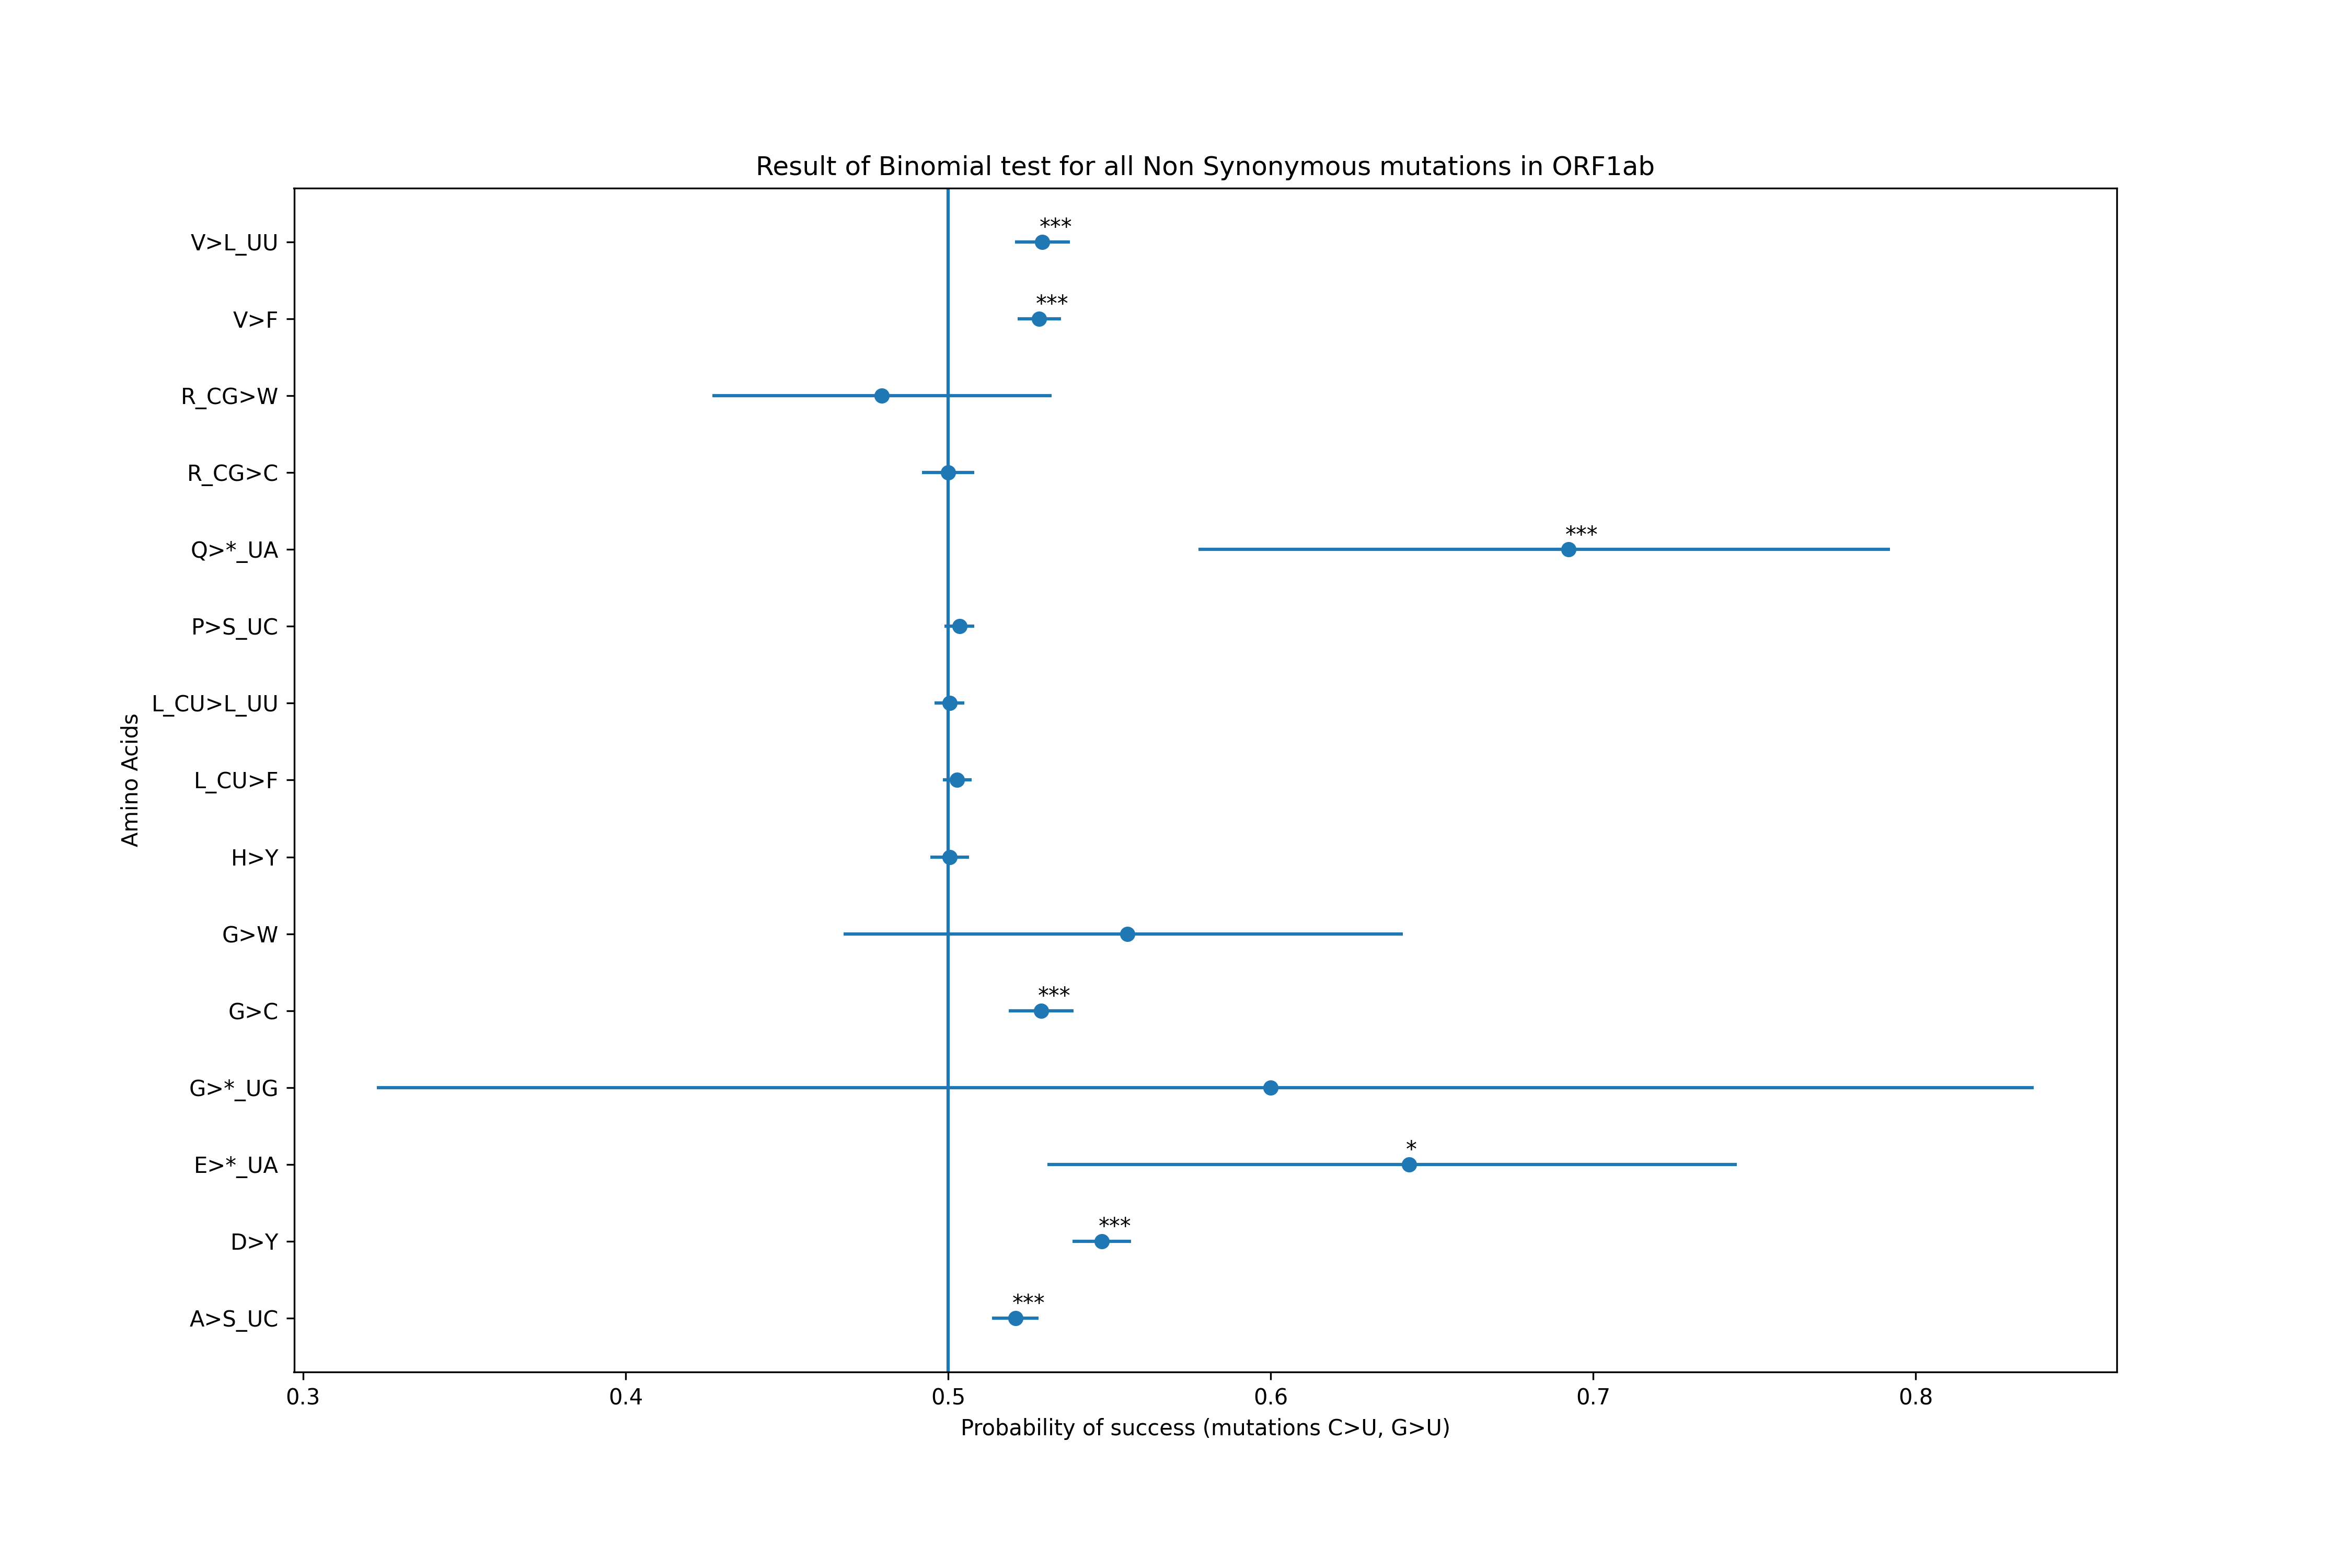 Result of Binomial test for all Non Synonymous mutations in ORF1ab
Amino Acids
V>L_UU
***
V>F
***
R_CG>W
R_CG>C
Q>*_UA
***
P>S_UC
L_CU>L_UU
L_CU>F
H>Y
G>W
G>C
***
G>*_UG
E>*_UA
*
D>Y
***
A>S_UC
***
0.3 0.4 0.5 0.6 0.7 0.8
Probability of success (mutations C>U, G>U)